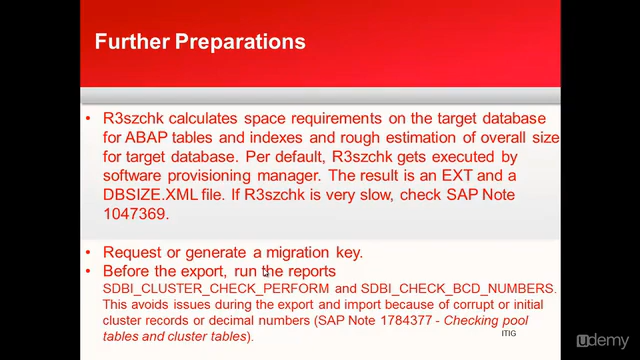 Further Preparations
• R3szchk calculates space requirements on the target database
for ABAP tables and indexes and rough estimation of overall size
for target database. Per default, R3szchk gets executed by
software provisioning manager. The result is an EXT and a
DBSIZE.XML file. If R3szchk is very slow, check SAP Note
1047369.
• Request or generate a migration key.
• Before the export, run the reports
SDBI_CLUSTER_CHECK_PERFORM and SDBI_CHECK_BCD_NUMBERS.
This avoids issues during the export and import because of corrupt or initial
cluster records or decimal numbers (SAP Note 1784377 - Checking pool
tables and cluster tables).
ITIG
udemy